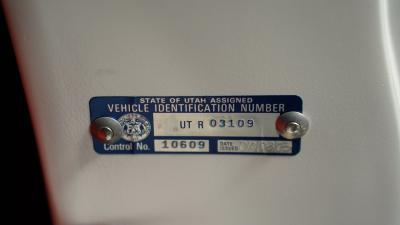 STATE OF UTAH ASSIGNED
VEHICLE IDENTIFICATION NUMBER
UT R 03109
Control No. 10609 DATE ISSUED